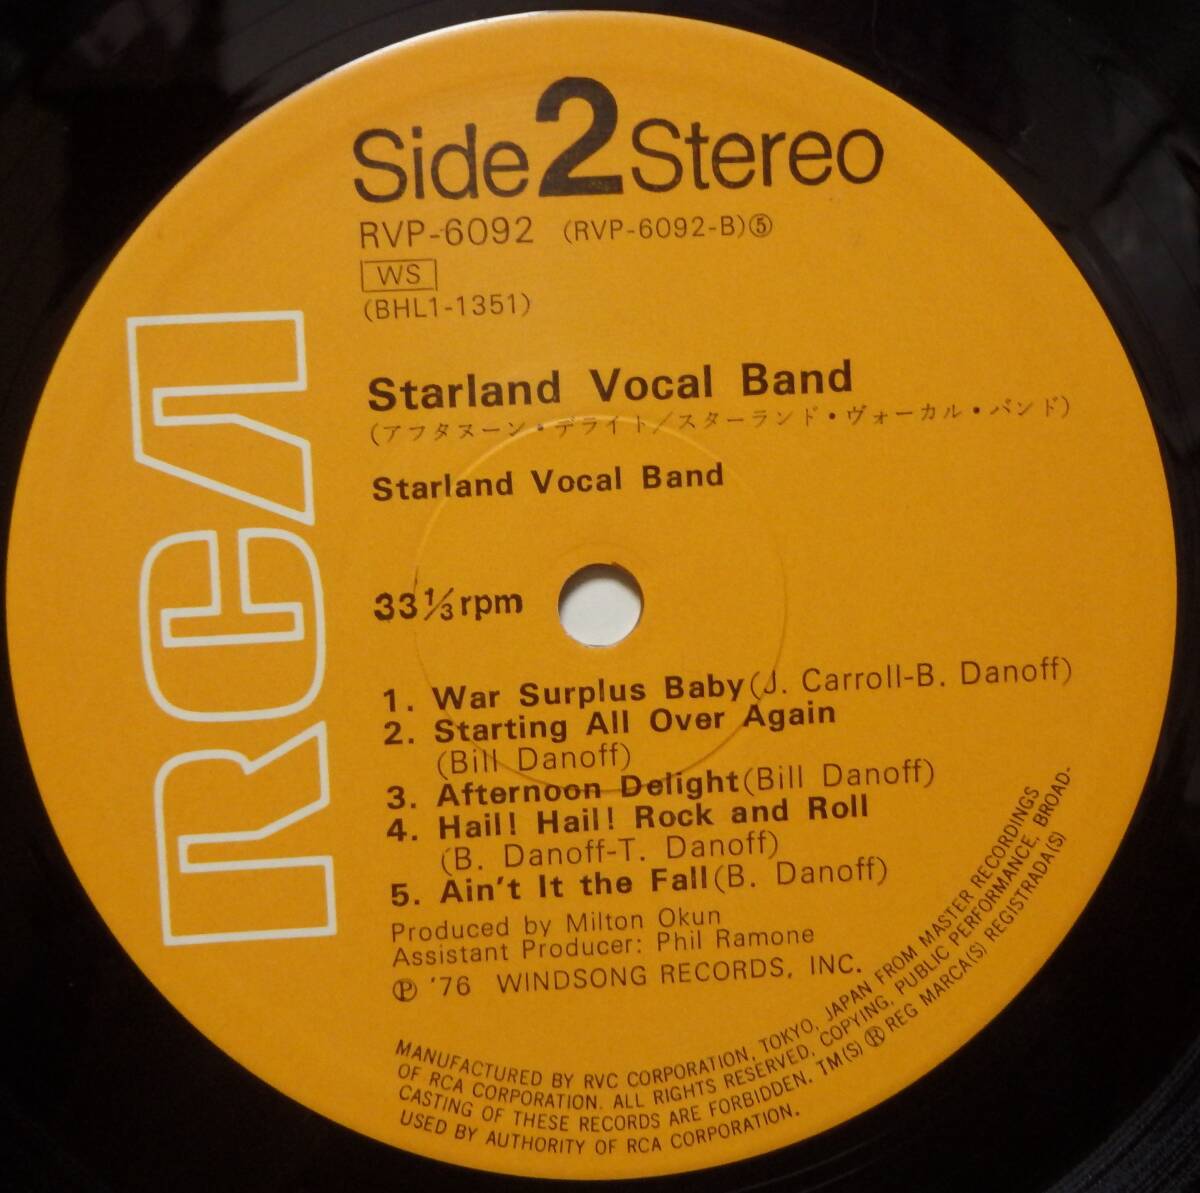 Side 2 Stereo
RVP-6092 (RVP-6092-B)⑤
WS
(BHL1-1351)
Starland Vocal Band
(アフタヌーン・デライト/スターランド・ヴォーカル・バンド)
Starland Vocal Band
33⅓rpm
1. War Surplus Baby(J. Carroll-B. Danoff)
2. Starting All Over Again
(Bill Danoff)
3. Afternoon Delight(Bill Danoff)
4. Hail! Hail! Rock and Roll
(B. Danoff-T. Danoff)
5. Ain't It the Fall(B. Danoff)
Produced by Milton Okun
Assistant Producer: Phil Ramone
Ⓟ '76 WINDSONG RECORDS, INC.
MANUFACTURED BY RVC CORPORATION, TOKYO, JAPAN FROM MASTER RECORDINGS
OF RCA CORPORATION. ALL RIGHTS RESERVED. COPYING, PUBLIC PERFORMANCE, BROAD-
CASTING OF THESE RECORDS ARE FORBIDDEN. TM(S) ® REG MARCA(S) REGISTRADA(S)
USED BY AUTHORITY OF RCA CORPORATION.
RCA